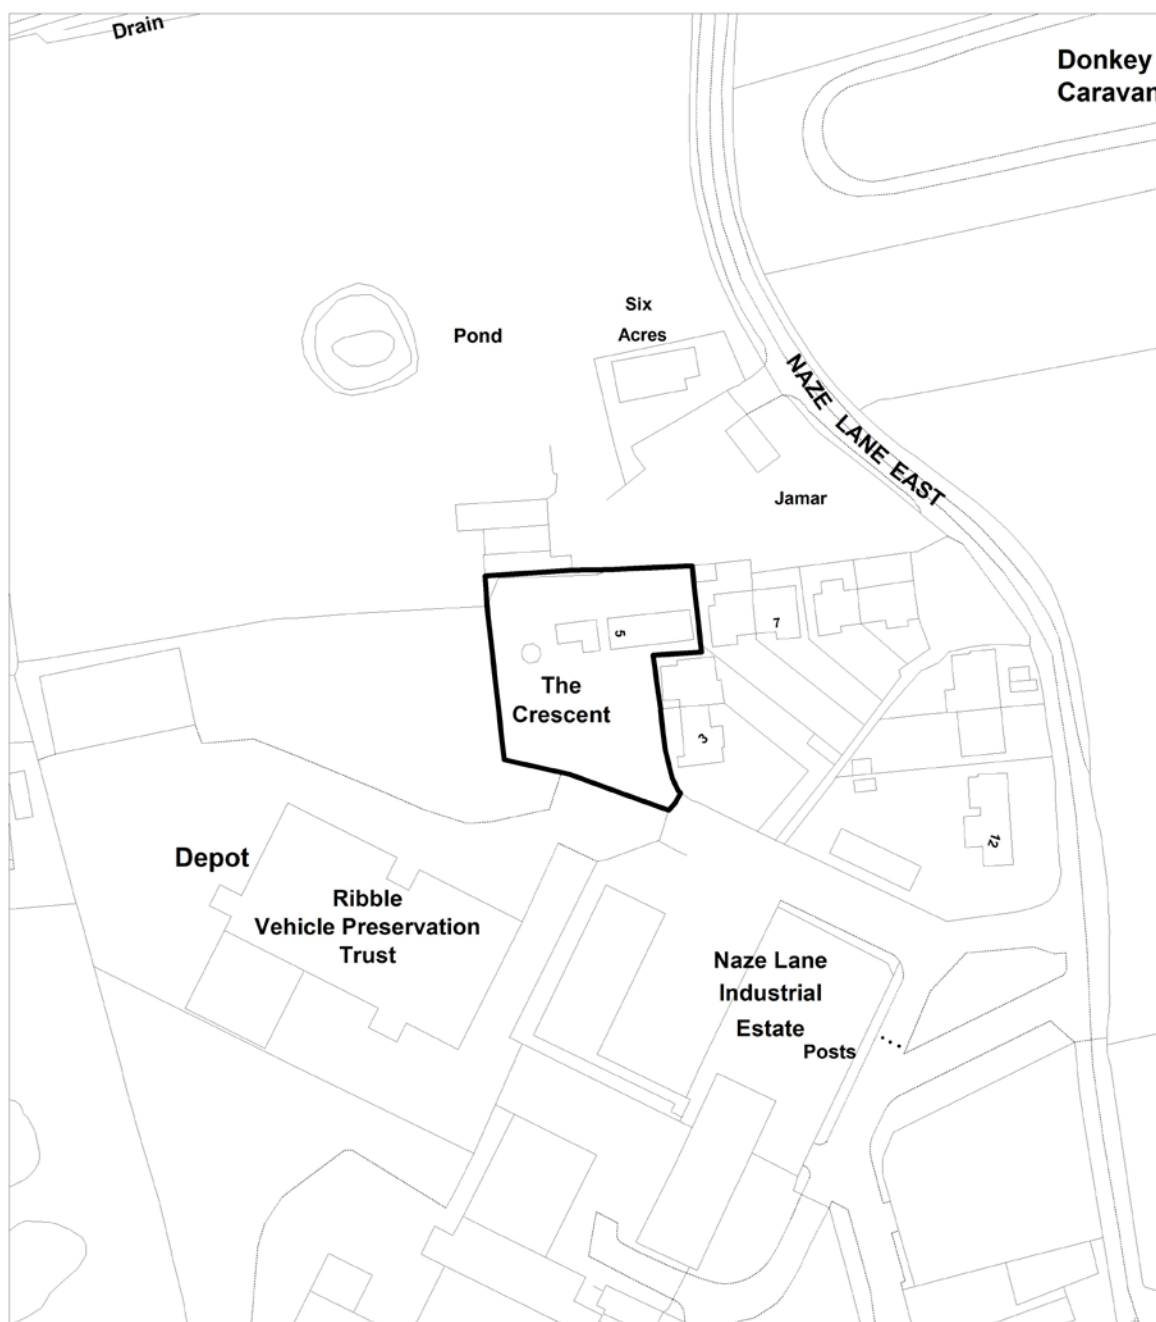 Drain
Donkey
Caravan
Six
Acres
Pond
NAZE LANE EAST
Jamar
7
5
The
Crescent
3
12
Depot
Ribble
Vehicle Preservation
Trust
Naze Lane
Industrial
Estate
Posts